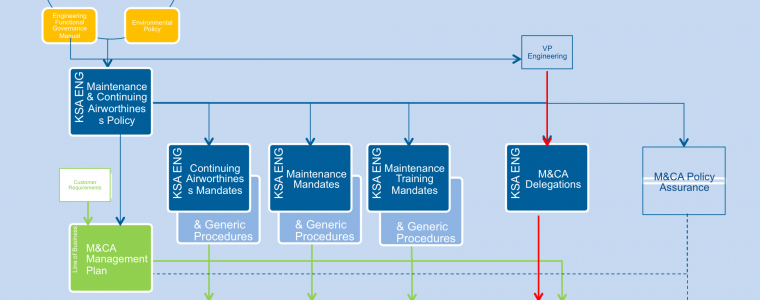 Engineering
Functional
Governance
Manual
Environmental
Policy
VP
Engineering
KSA ENG
Maintenance
& Continuing
Airworthines
s Policy
KSA ENG
Continuing
Airworthines
s Mandates
& Generic
Procedures
KSA ENG
Maintenance
Mandates
& Generic
Procedures
KSA ENG
Maintenance
Training
Mandates
& Generic
Procedures
KSA ENG
M&CA
Delegations
M&CA Policy
Assurance
Customer
Requirements
Line of Business
M&CA
Management
Plan